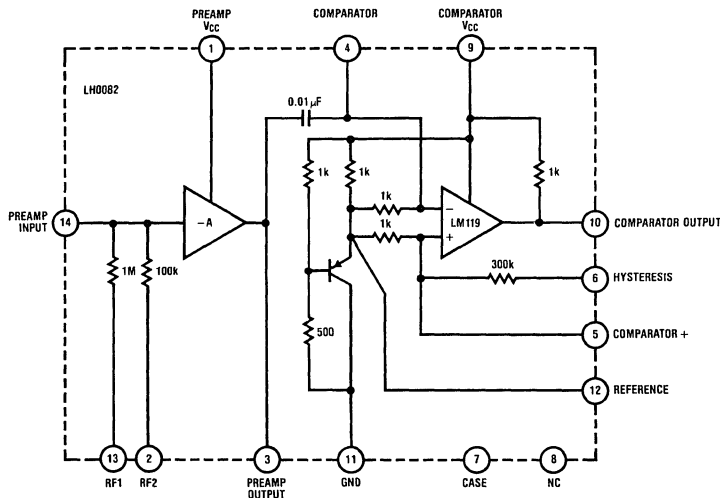 PREAMP
VCC
1
COMPARATOR
4
COMPARATOR
VCC
9
LH0082
0.01 μF
1k
1k
1k
1k
1k
−
LM119
+
14
PREAMP
INPUT
−A
10
COMPARATOR OUTPUT
1M
100k
300k
6
HYSTERESIS
500
5
COMPARATOR +
12
REFERENCE
13
RF1
2
RF2
3
PREAMP
OUTPUT
11
GND
7
CASE
8
NC